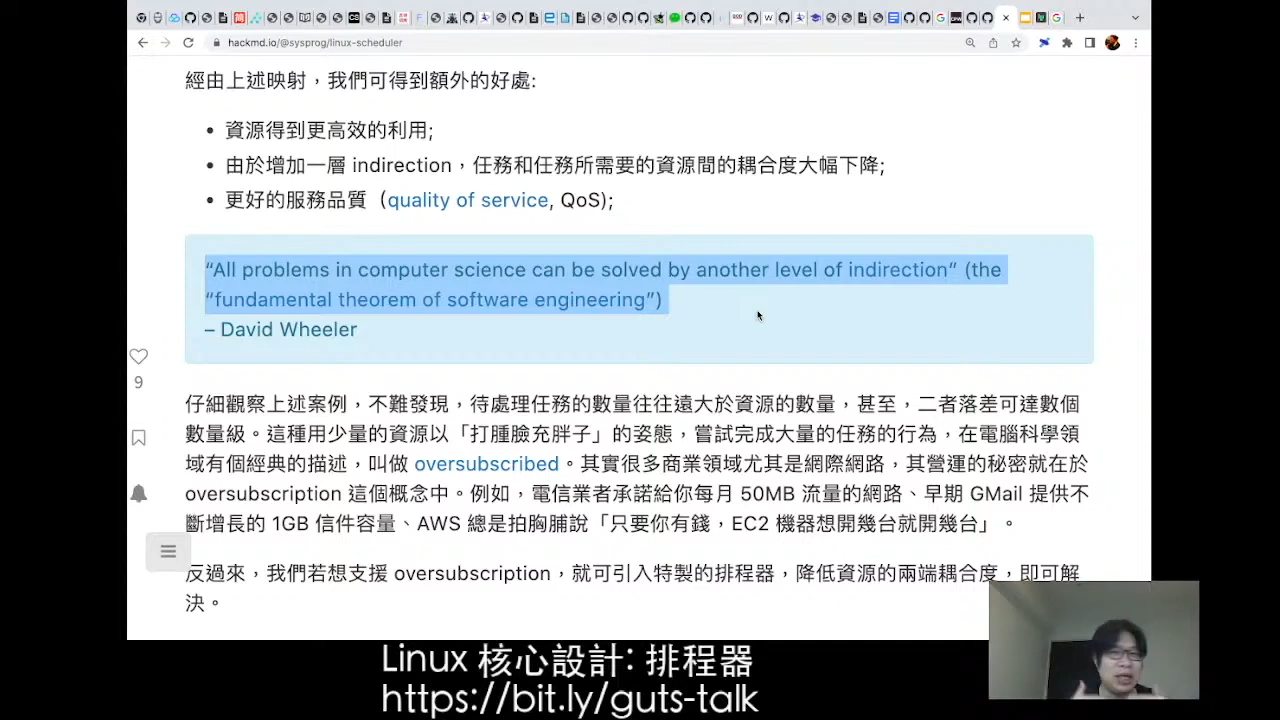 hackmd.io/@sysprog/linux-scheduler
經由上述映射，我們可得到額外的好處:
• 資源得到更高效的利用;
• 由於增加一層 indirection，任務和任務所需要的資源間的耦合度大幅下降;
• 更好的服務品質（quality of service, QoS);
“All problems in computer science can be solved by another level of indirection” (the
“fundamental theorem of software engineering”)
– David Wheeler
9
仔細觀察上述案例，不難發現，待處理任務的數量往往遠大於資源的數量，甚至，二者落差可達數個
數量級。這種用少量的資源以「打腫臉充胖子」的姿態，嘗試完成大量的任務的行為，在電腦科學領
域有個經典的描述，叫做 oversubscribed。其實很多商業領域尤其是網際網路，其營運的秘密就在於
oversubscription 這個概念中。例如，電信業者承諾給你每月 50MB 流量的網路、早期 GMail 提供不
斷增長的 1GB 信件容量、AWS 總是拍胸脯說「只要你有錢，EC2 機器想開幾台就開幾台」。
反過來，我們若想支援 oversubscription，就可引入特製的排程器，降低資源的兩端耦合度，即可解
決。
Linux 核心設計: 排程器
https://bit.ly/guts-talk